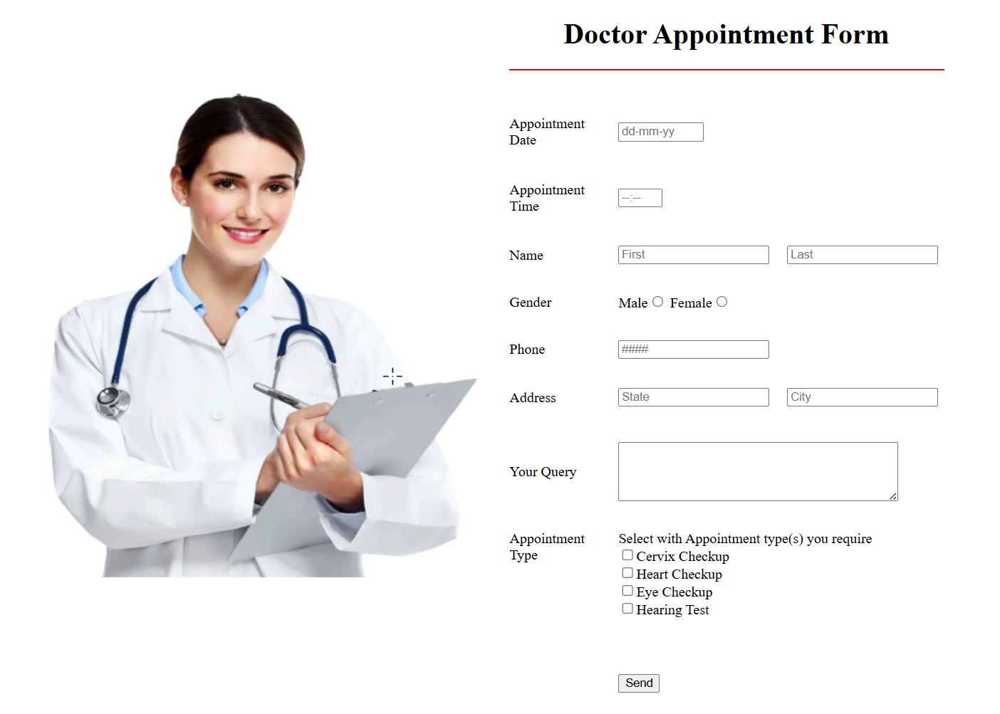 Doctor Appointment Form
Appointment
Date
dd-mm-yy
Appointment
Time
--:--
Name
First
Last
Gender
Male Female
Phone
####
Address
State
City
Your Query
Appointment
Type
Select with Appointment type(s) you require
Cervix Checkup
Heart Checkup
Eye Checkup
Hearing Test
Send